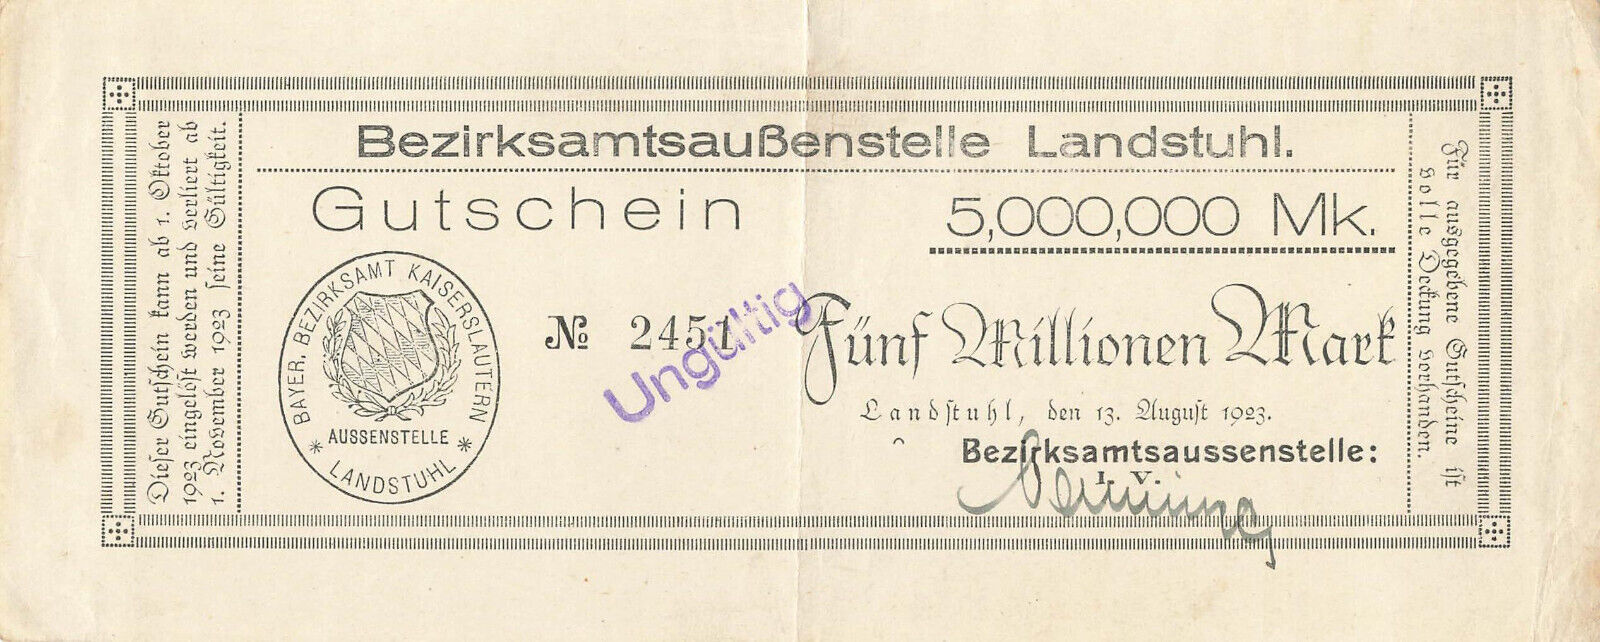 Bezirksamtsaußenstelle Landstuhl.
Gutschein 5,000,000 Mk.
BAYER. BEZIRKSAMT KAISERSLAUTERN
* AUSSENSTELLE *
LANDSTUHL
№ 2451
Ungültig
Fünf Millionen Mark
Landstuhl, den 13. August 1923.
Bezirksamtsaussenstelle:
I. V.
Dieser Gutschein kann ab 1. Oktober
1923 eingelöst werden und verliert ab
1. November 1923 seine Gültigkeit.
Für ausgegebene Gutscheine ist
volle Deckung vorhanden.